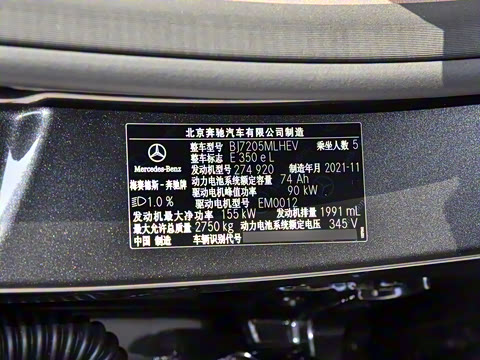 北京奔驰汽车有限公司制造
整车型号 BJ7205MLHEV 乘坐人数 5
整车标志 E 350 e L
发动机型号 274 920 制造年月 2021-11
Mercedes-Benz
动力电池系统额定容量 74 Ah
梅赛德斯-奔驰牌
驱动电机峰值功率 90 kW
1.0 % 驱动电机型号 EM0012
发动机最大净功率 155 kW 发动机排量 1991 mL
最大允许总质量 2750 kg 动力电池系统额定电压 345 V
中国 制造 车辆识别代号